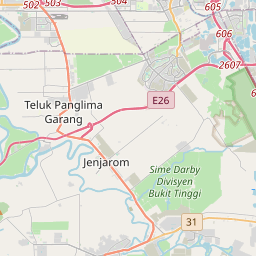 502
503
504
605
606
2607
E26
Teluk Panglima
Garang
Jenjarom
Sime Darby
Divisyen
Bukit Tinggi
31